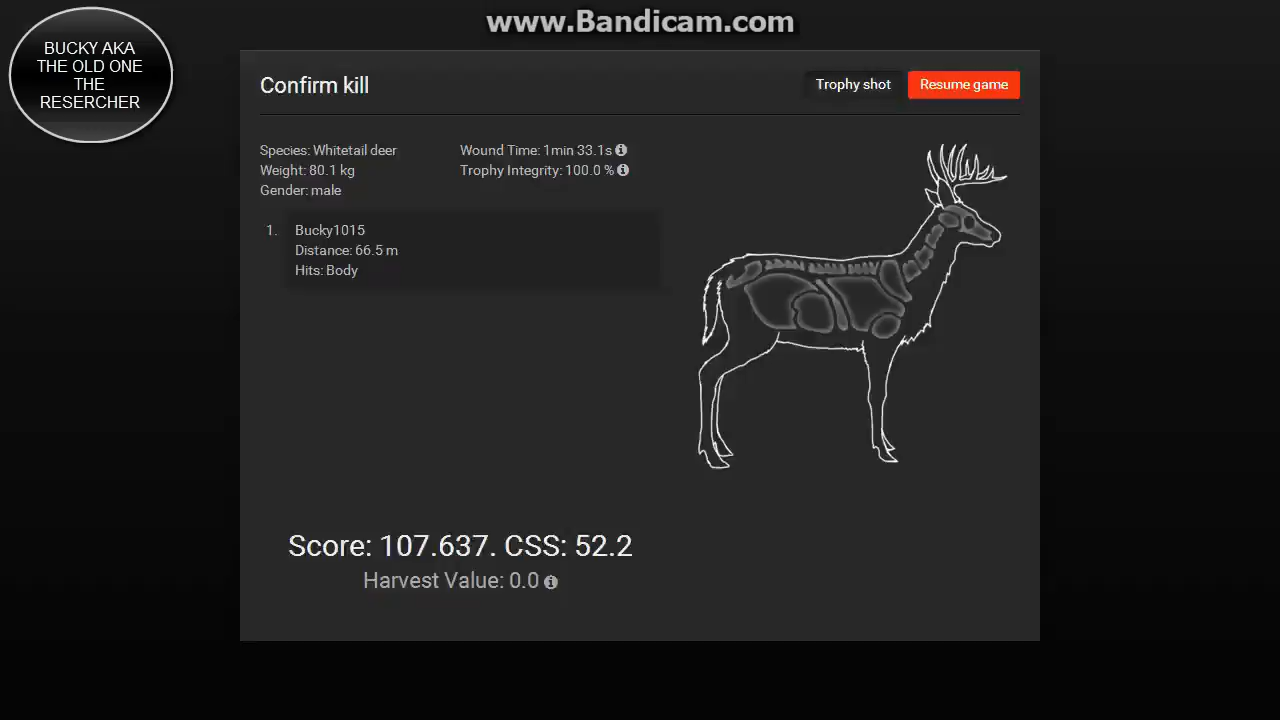 www.Bandicam.com
BUCKY AKA
THE OLD ONE
THE
RESERCHER
Confirm kill
Trophy shot
Resume game
Species: Whitetail deer
Weight: 80.1 kg
Gender: male
Wound Time: 1min 33.1s
Trophy Integrity: 100.0 %
1. Bucky1015
Distance: 66.5 m
Hits: Body
Score: 107.637. CSS: 52.2
Harvest Value: 0.0